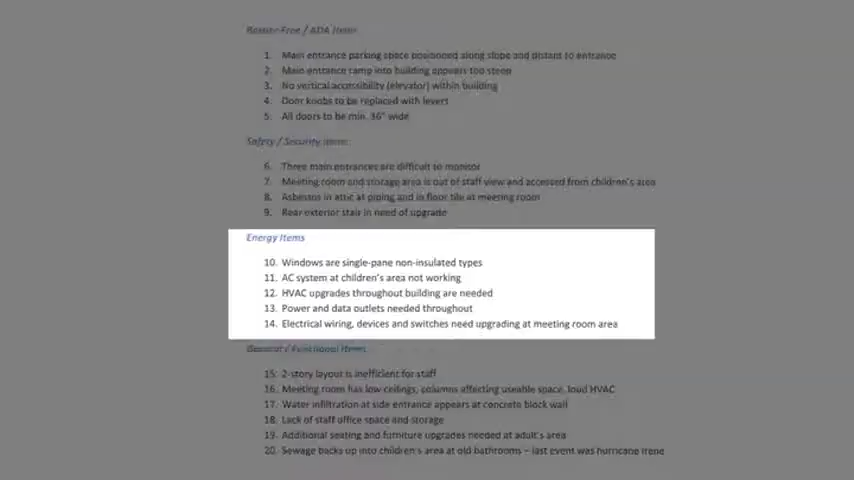 Barrier-Free / ADA Items
1. Main entrance parking space positioned along slope and distant to entrance
2. Main entrance ramp into building appears too steep
3. No vertical accessibility (elevator) within building
4. Door knobs to be replaced with levers
5. All doors to be min. 36" wide
Safety / Security Items
6. Three main entrances are difficult to monitor
7. Meeting room and storage area is out of staff view and accessed from children's area
8. Asbestos in attic at piping and in floor tile at meeting room
9. Rear exterior stair in need of upgrade
Energy Items
10. Windows are single-pane non-insulated types
11. AC system at children's area not working
12. HVAC upgrades throughout building are needed
13. Power and data outlets needed throughout
14. Electrical wiring, devices and switches need upgrading at meeting room area
General / Functional Items
15. 2-story layout is inefficient for staff
16. Meeting room has low ceilings, columns affecting useable space, loud HVAC
17. Water infiltration at side entrance appears at concrete block wall
18. Lack of staff office space and storage
19. Additional seating and furniture upgrades needed at adult's area
20. Sewage backs up into children's area at old bathrooms – last event was hurricane Irene